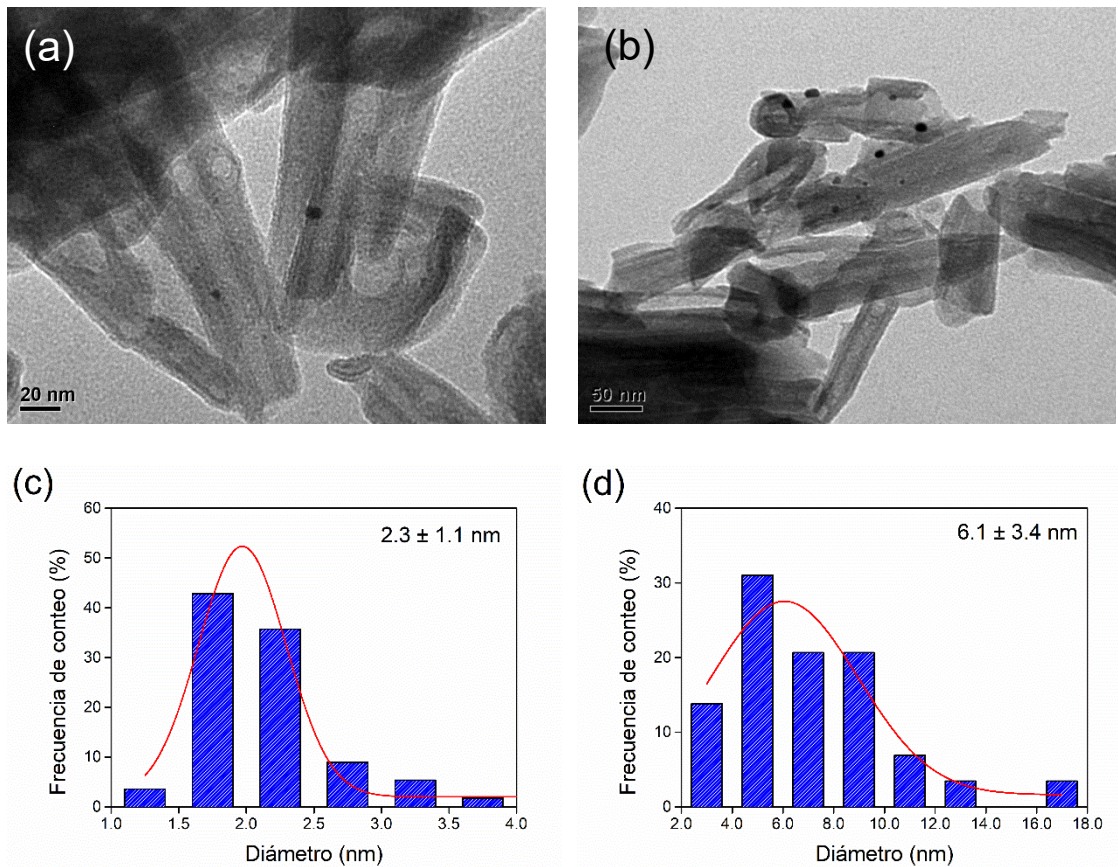 (a)
20 nm
(b)
50 nm
(c)
60
50
40
30
20
10
0
Frecuencia de conteo (%)
2.3 ± 1.1 nm
1.0 1.5 2.0 2.5 3.0 3.5 4.0
Diámetro (nm)
(d)
40
30
20
10
0
Frecuencia de conteo (%)
6.1 ± 3.4 nm
2.0 4.0 6.0 8.0 10.0 12.0 14.0 16.0 18.0
Diámetro (nm)